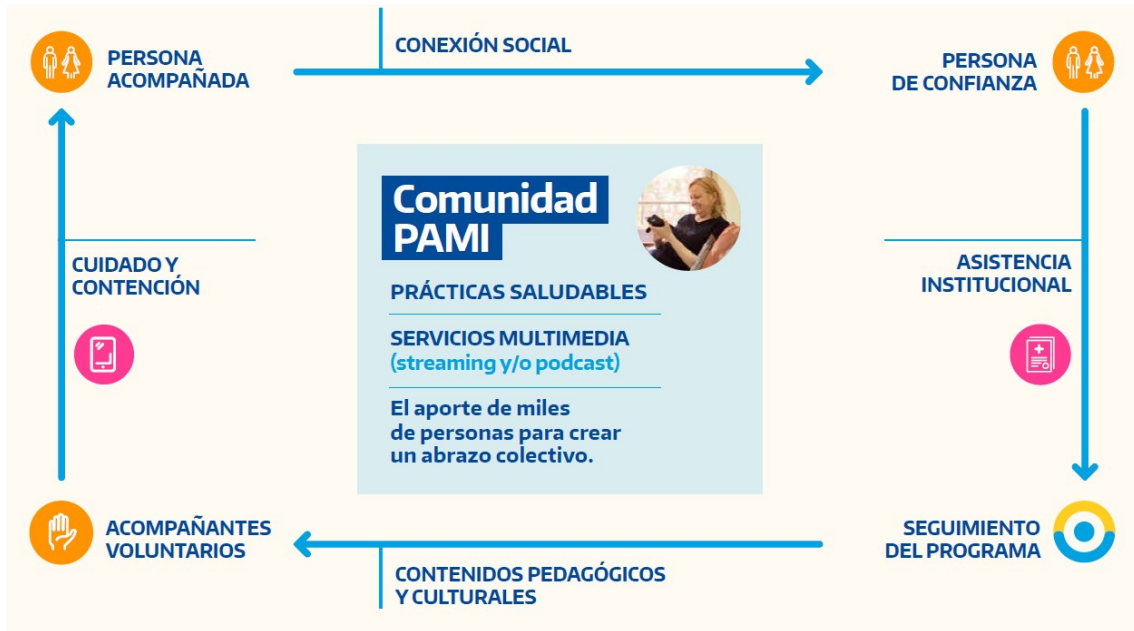 PERSONA
ACOMPAÑADA
CONEXIÓN SOCIAL
PERSONA
DE CONFIANZA
Comunidad
PAMI
PRÁCTICAS SALUDABLES
SERVICIOS MULTIMEDIA
(streaming y/o podcast)
El aporte de miles
de personas para crear
un abrazo colectivo.
CUIDADO Y
CONTENCIÓN
ASISTENCIA
INSTITUCIONAL
ACOMPAÑANTES
VOLUNTARIOS
CONTENIDOS PEDAGÓGICOS
Y CULTURALES
SEGUIMIENTO
DEL PROGRAMA